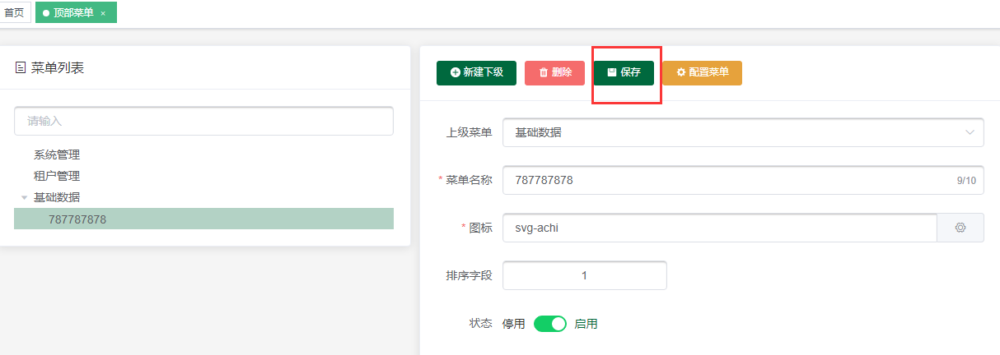 首页
顶部菜单 ×
菜单列表
请输入
系统管理
租户管理
基础数据
787787878
新建下级 删除 保存 配置菜单
上级菜单 基础数据
* 菜单名称 787787878 9/10
* 图标 svg-achi
排序字段 1
状态 停用 启用